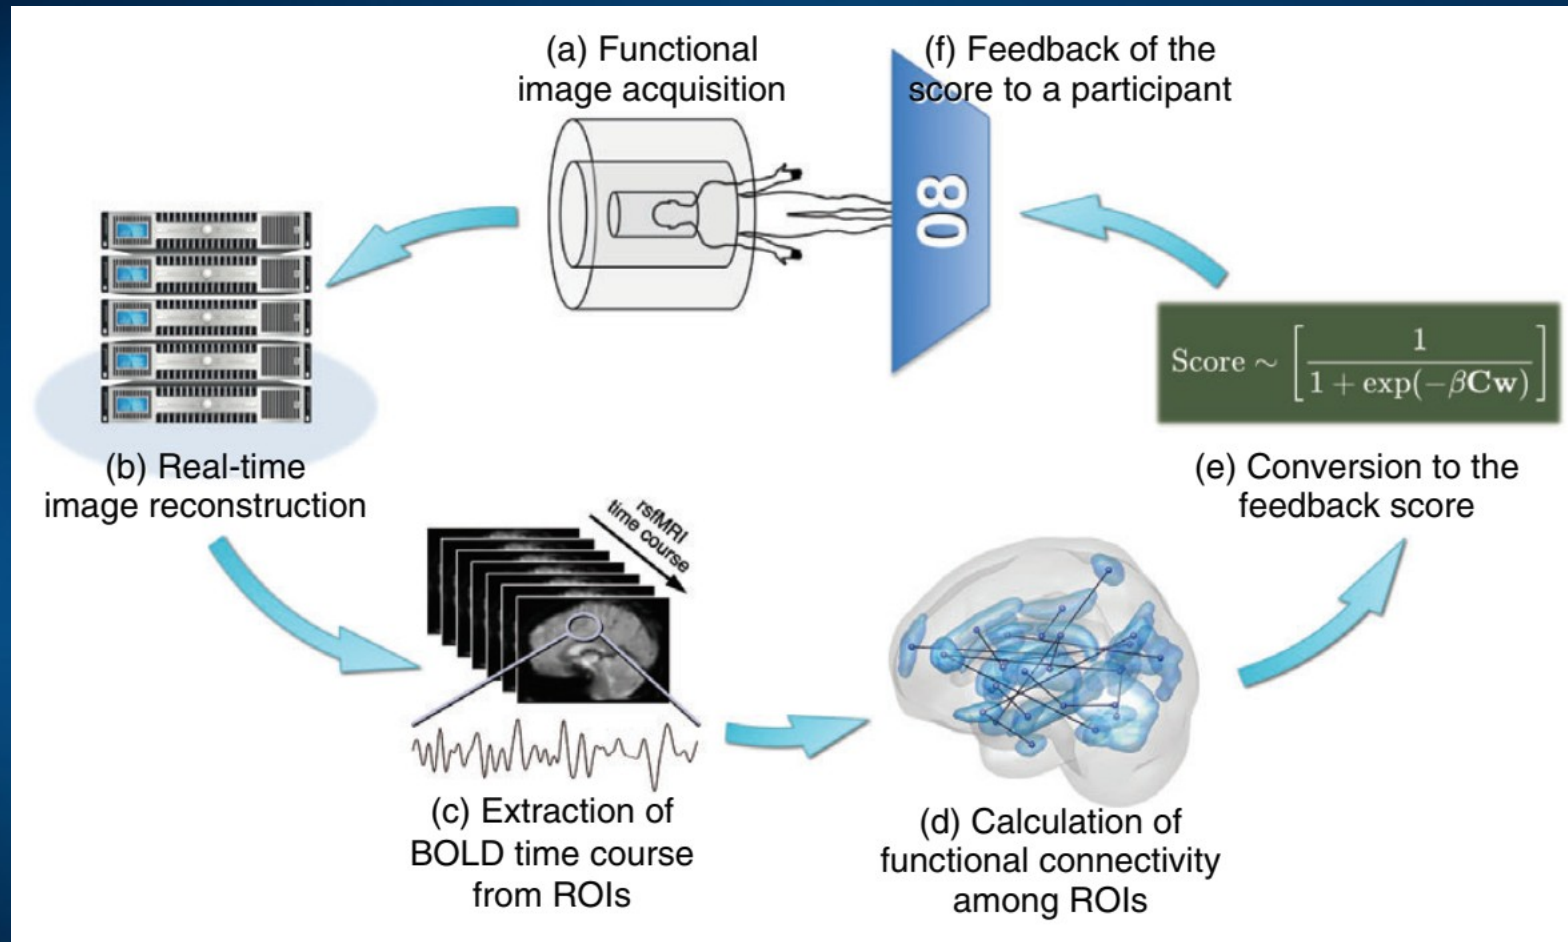 (a) Functional
image acquisition
(f) Feedback of the
score to a participant
80
Score ∼ [ 1 / 1 + exp(−βCw) ]
(b) Real-time
image reconstruction
(e) Conversion to the
feedback score
rsfMRI
time course
(c) Extraction of
BOLD time course
from ROIs
(d) Calculation of
functional connectivity
among ROIs